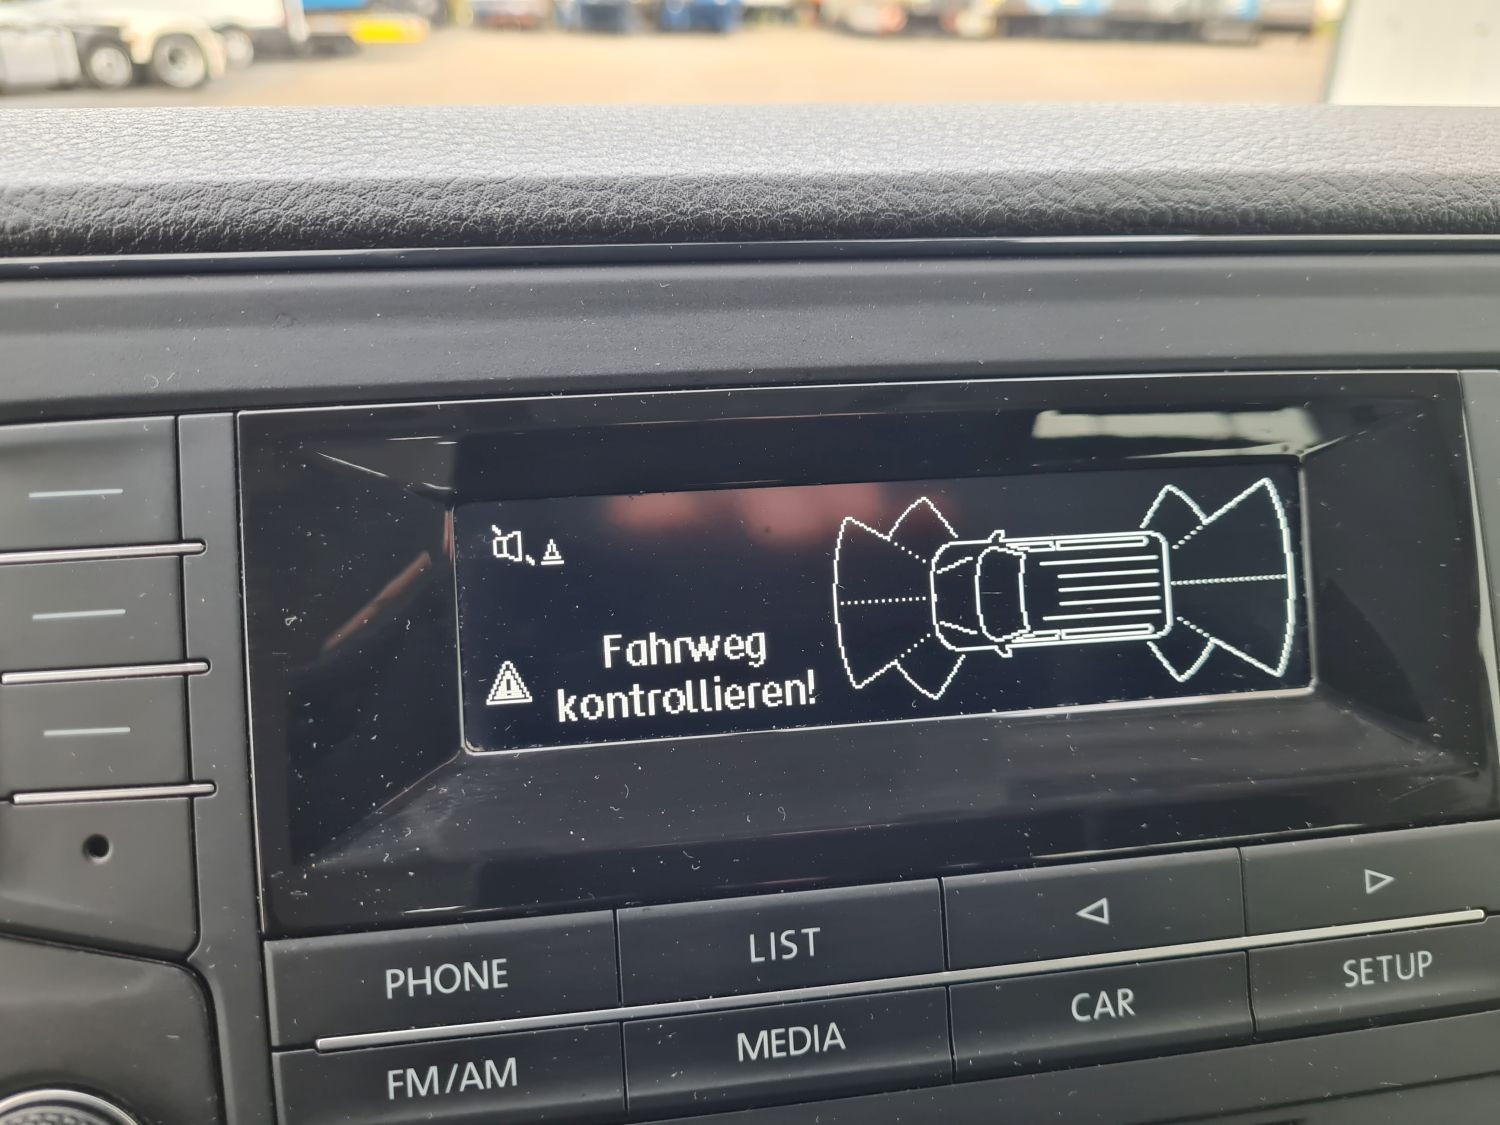 Fahrweg
kontrollieren!
PHONE
LIST
FM/AM
MEDIA
CAR
SETUP